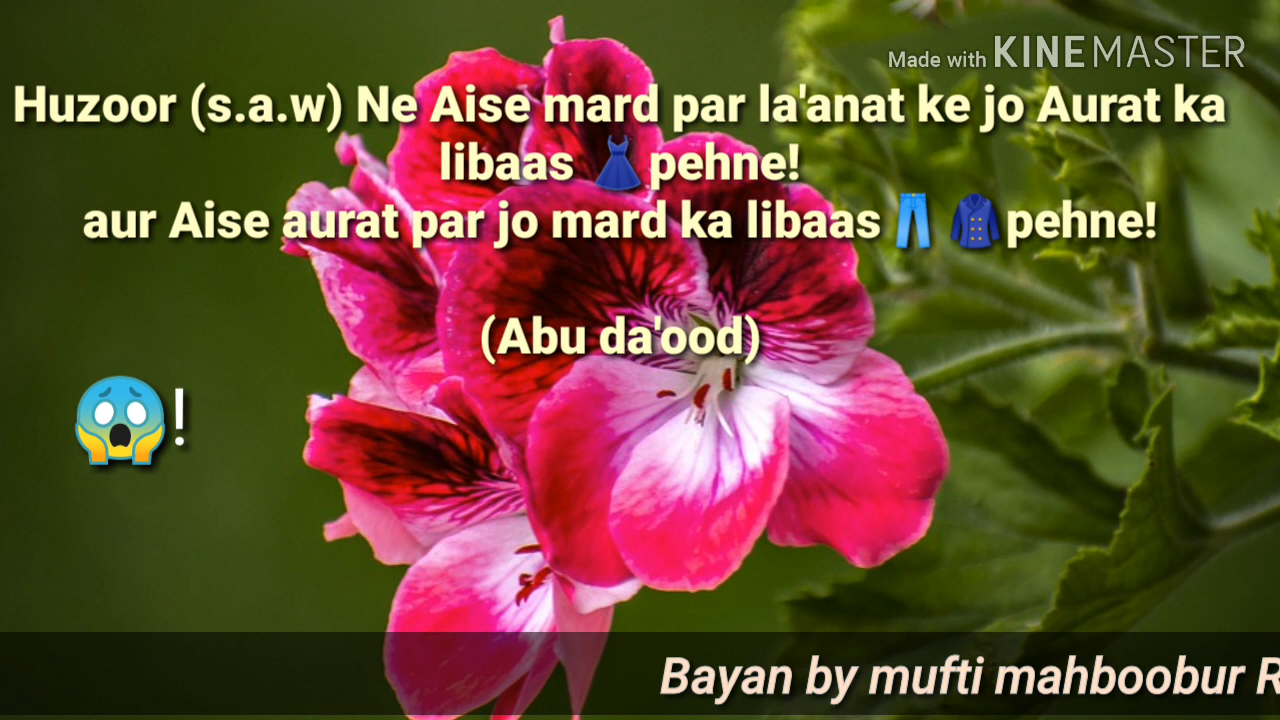 Made with KINEMASTER
Huzoor (s.a.w) Ne Aise mard par la'anat ke jo Aurat ka
libaas 👗pehne!
aur Aise aurat par jo mard ka libaas👖🧥pehne!
(Abu da'ood)
😱!
Bayan by mufti mahboobur R